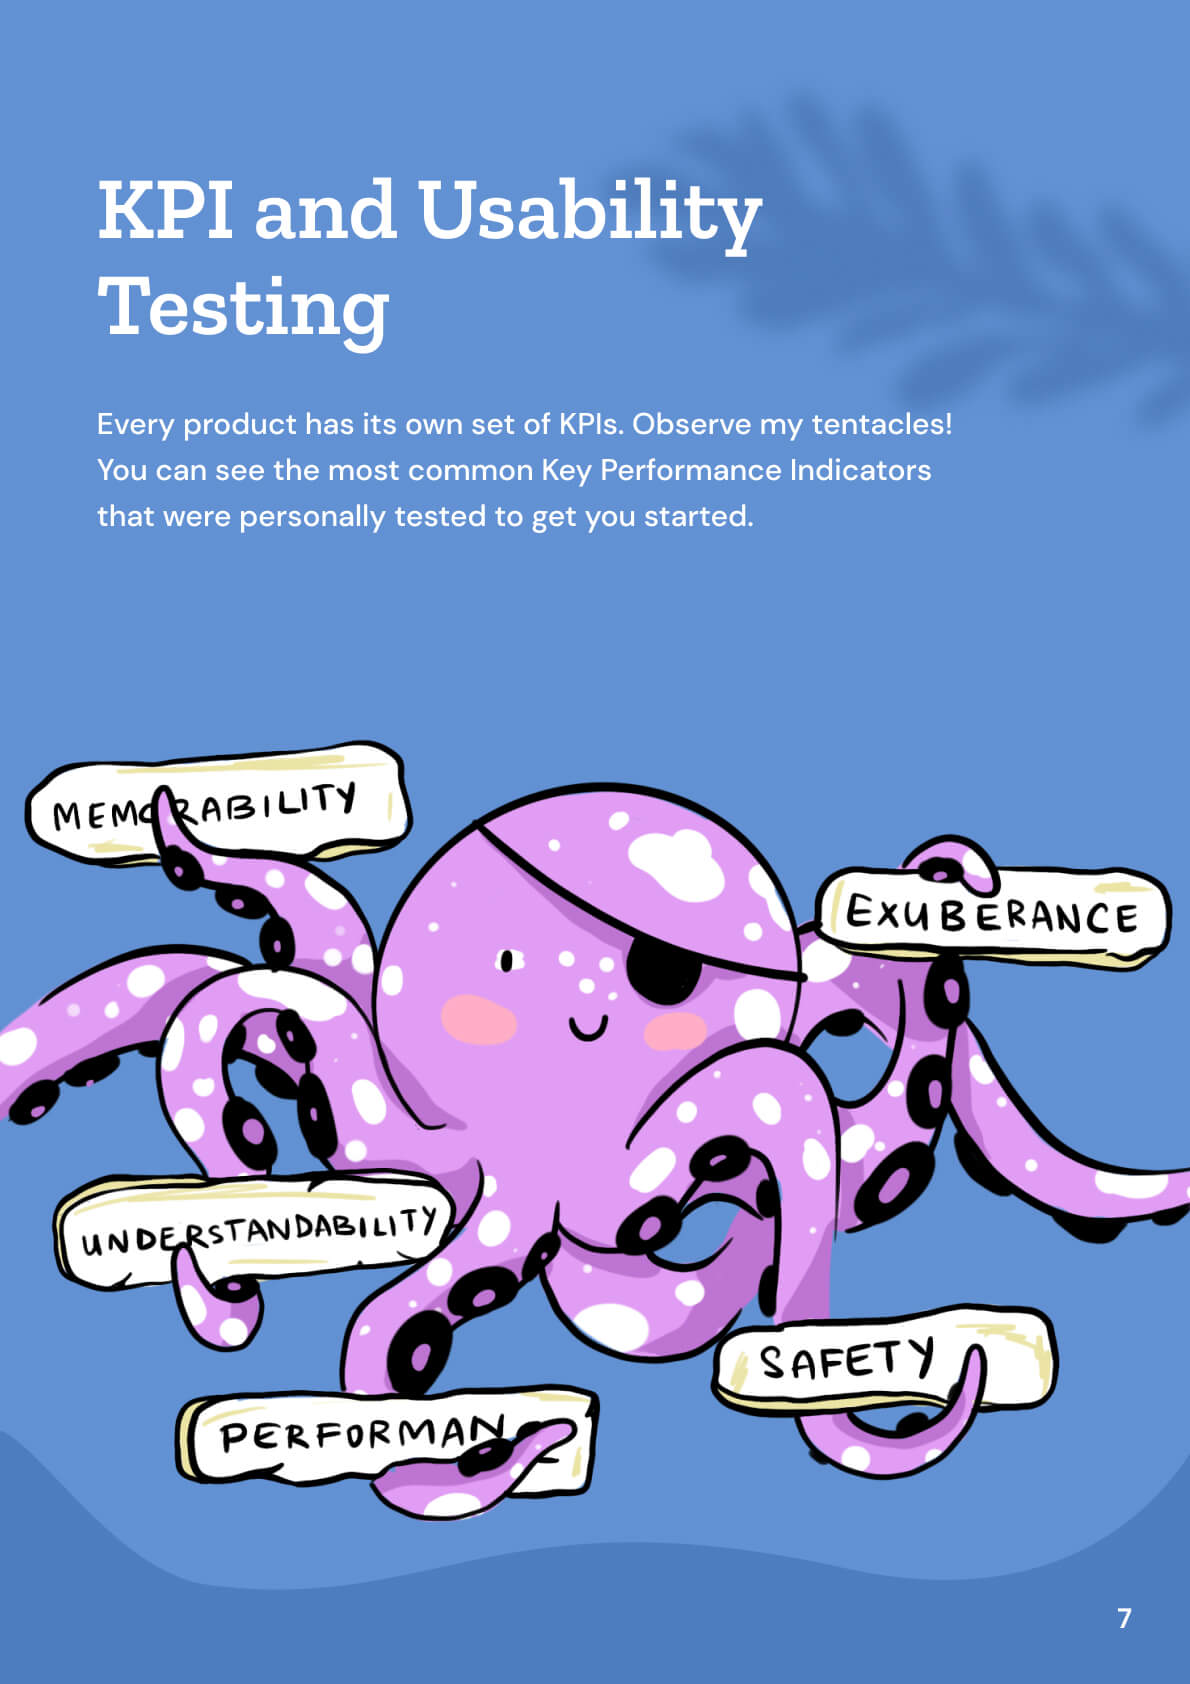 KPI and Usability
Testing
Every product has its own set of KPIs. Observe my tentacles!
You can see the most common Key Performance Indicators
that were personally tested to get you started.
MEMORABILITY
EXUBERANCE
UNDERSTANDABILITY
SAFETY
PERFORMAN
7